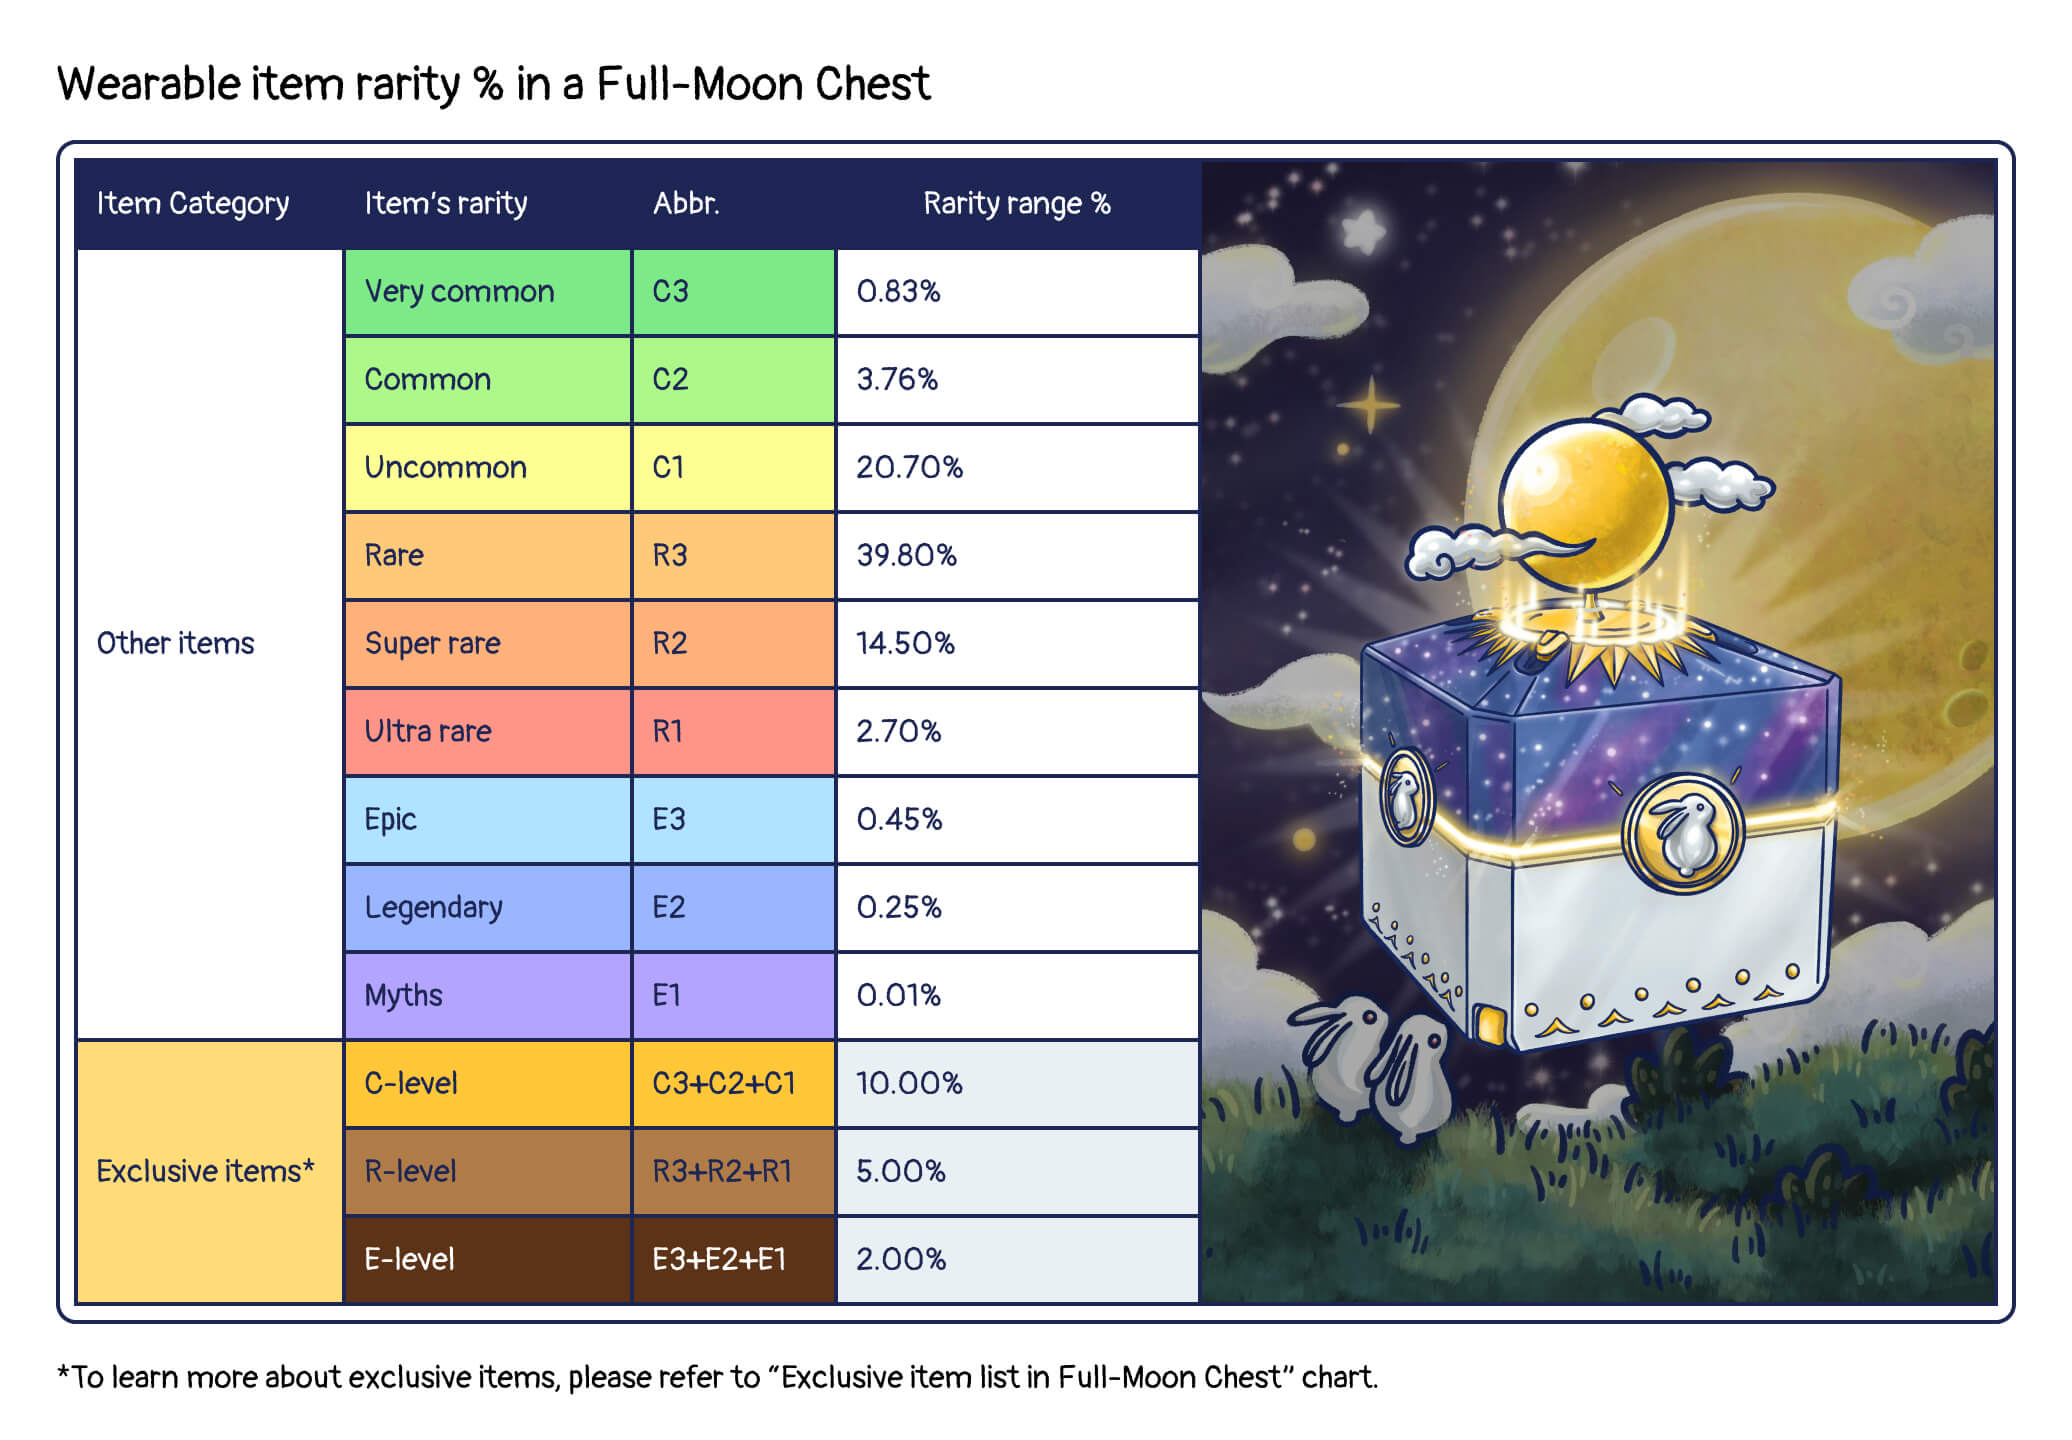 Wearable item rarity % in a Full-Moon Chest
Item Category Item's rarity Abbr. Rarity range %
Other items
Very common C3 0.83%
Common C2 3.76%
Uncommon C1 20.70%
Rare R3 39.80%
Super rare R2 14.50%
Ultra rare R1 2.70%
Epic E3 0.45%
Legendary E2 0.25%
Myths E1 0.01%
Exclusive items*
C-level C3+C2+C1 10.00%
R-level R3+R2+R1 5.00%
E-level E3+E2+E1 2.00%
*To learn more about exclusive items, please refer to “Exclusive item list in Full-Moon Chest” chart.